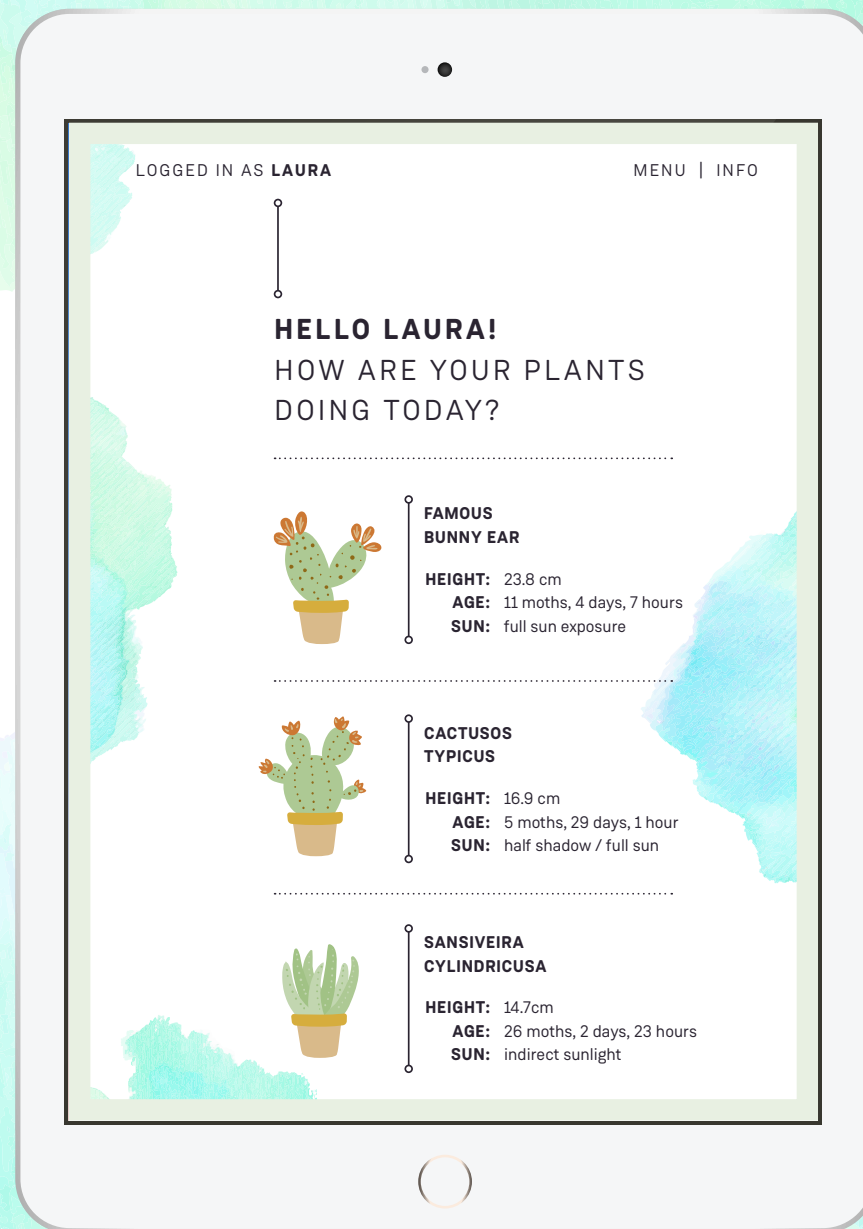 LOGGED IN AS LAURA
MENU | INFO
HELLO LAURA!
HOW ARE YOUR PLANTS
DOING TODAY?
FAMOUS
BUNNY EAR
HEIGHT: 23.8 cm
AGE: 11 moths, 4 days, 7 hours
SUN: full sun exposure
CACTUSOS
TYPICUS
HEIGHT: 16.9 cm
AGE: 5 moths, 29 days, 1 hour
SUN: half shadow / full sun
SANSIVEIRA
CYLINDRICUSA
HEIGHT: 14.7cm
AGE: 26 moths, 2 days, 23 hours
SUN: indirect sunlight